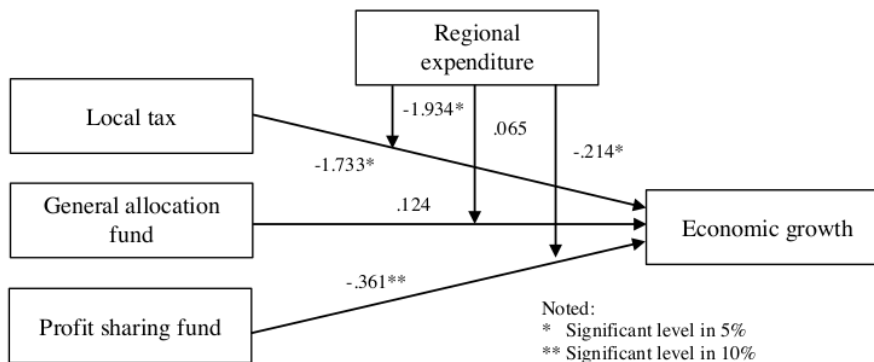 Regional
expenditure
Local tax
-1.934*
.065
-.214*
-1.733*
General allocation
fund
.124
Economic growth
-.361**
Profit sharing fund
Noted:
* Significant level in 5%
** Significant level in 10%